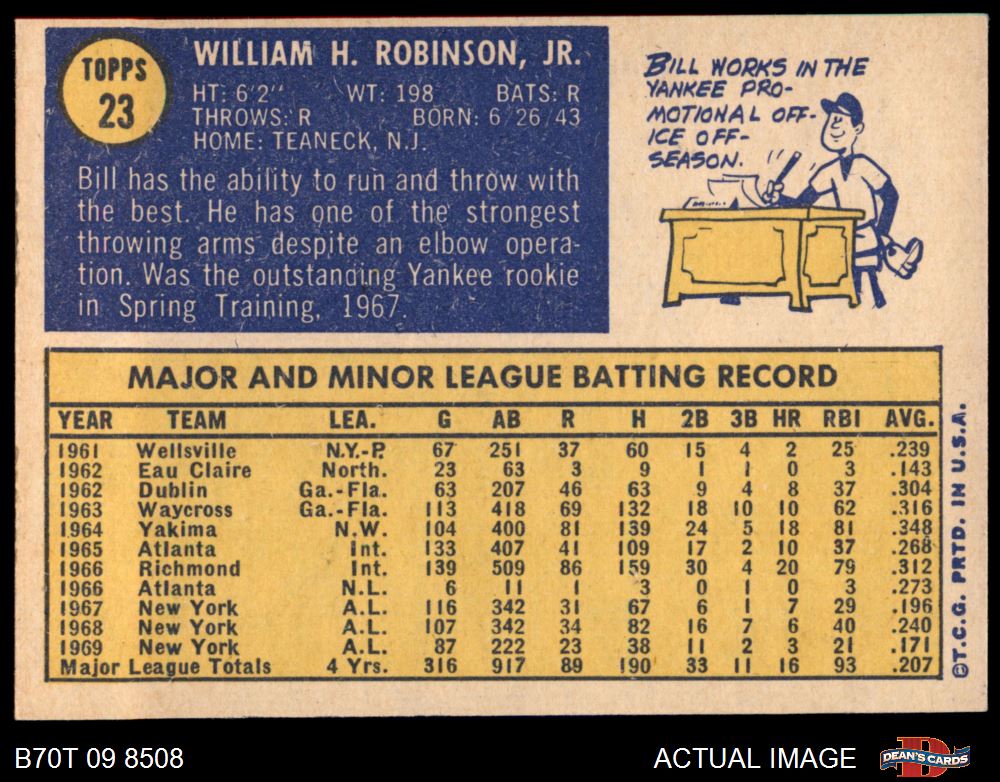 TOPPS
23
WILLIAM H. ROBINSON, JR.
HT: 6'2" WT: 198 BATS: R
THROWS: R BORN: 6/26/43
HOME: TEANECK, N.J.
Bill has the ability to run and throw with
the best. He has one of the strongest
throwing arms despite an elbow opera-
tion. Was the outstanding Yankee rookie
in Spring Training, 1967.
BILL WORKS IN THE
YANKEE PRO-
MOTIONAL OFF-
ICE OFF-
SEASON.
MAJOR AND MINOR LEAGUE BATTING RECORD
YEAR TEAM LEA. G AB R H 2B 3B HR RBI AVG.
1961 Wellsville N.Y.-P. 67 251 37 60 15 4 2 25 .239
1962 Eau Claire North. 23 63 3 9 1 1 0 3 .143
1962 Dublin Ga.-Fla. 63 207 46 63 9 4 8 37 .304
1963 Waycross Ga.-Fla. 113 418 69 132 18 10 10 62 .316
1964 Yakima N.W. 104 400 81 139 24 5 18 81 .348
1965 Atlanta Int. 133 407 41 109 17 2 10 37 .268
1966 Richmond Int. 139 509 86 159 30 4 20 79 .312
1966 Atlanta N.L. 6 11 1 3 0 1 0 3 .273
1967 New York A.L. 116 342 31 67 6 1 7 29 .196
1968 New York A.L. 107 342 34 82 16 7 6 40 .240
1969 New York A.L. 87 222 23 38 11 2 3 21 .171
Major League Totals 4 Yrs. 316 917 89 190 33 11 16 93 .207
©T.C.G. PRTD. IN U.S.A.
B70T 09 8508
ACTUAL IMAGE
DEAN'S CARDS